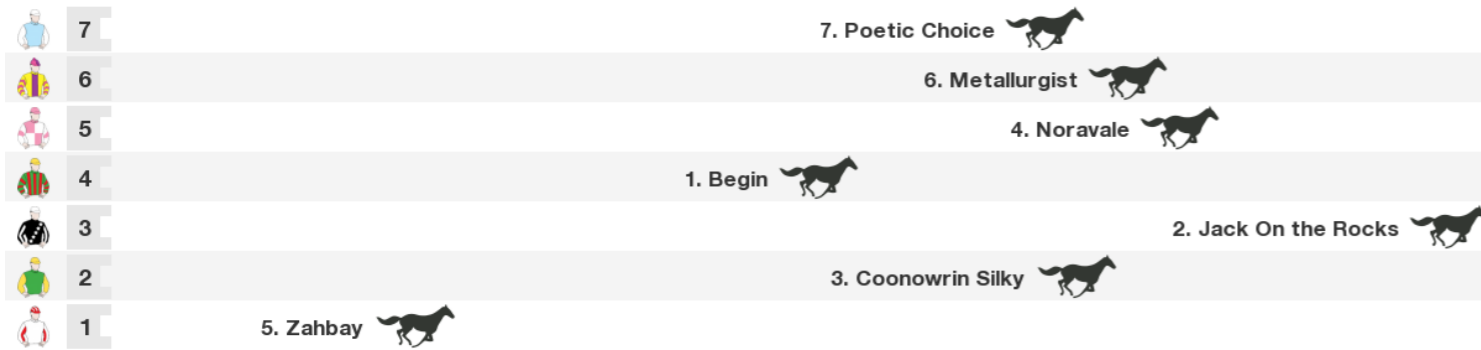 7 7. Poetic Choice
6 6. Metallurgist
5 4. Noravale
4 1. Begin
3 2. Jack On the Rocks
2 3. Coonowrin Silky
1 5. Zahbay